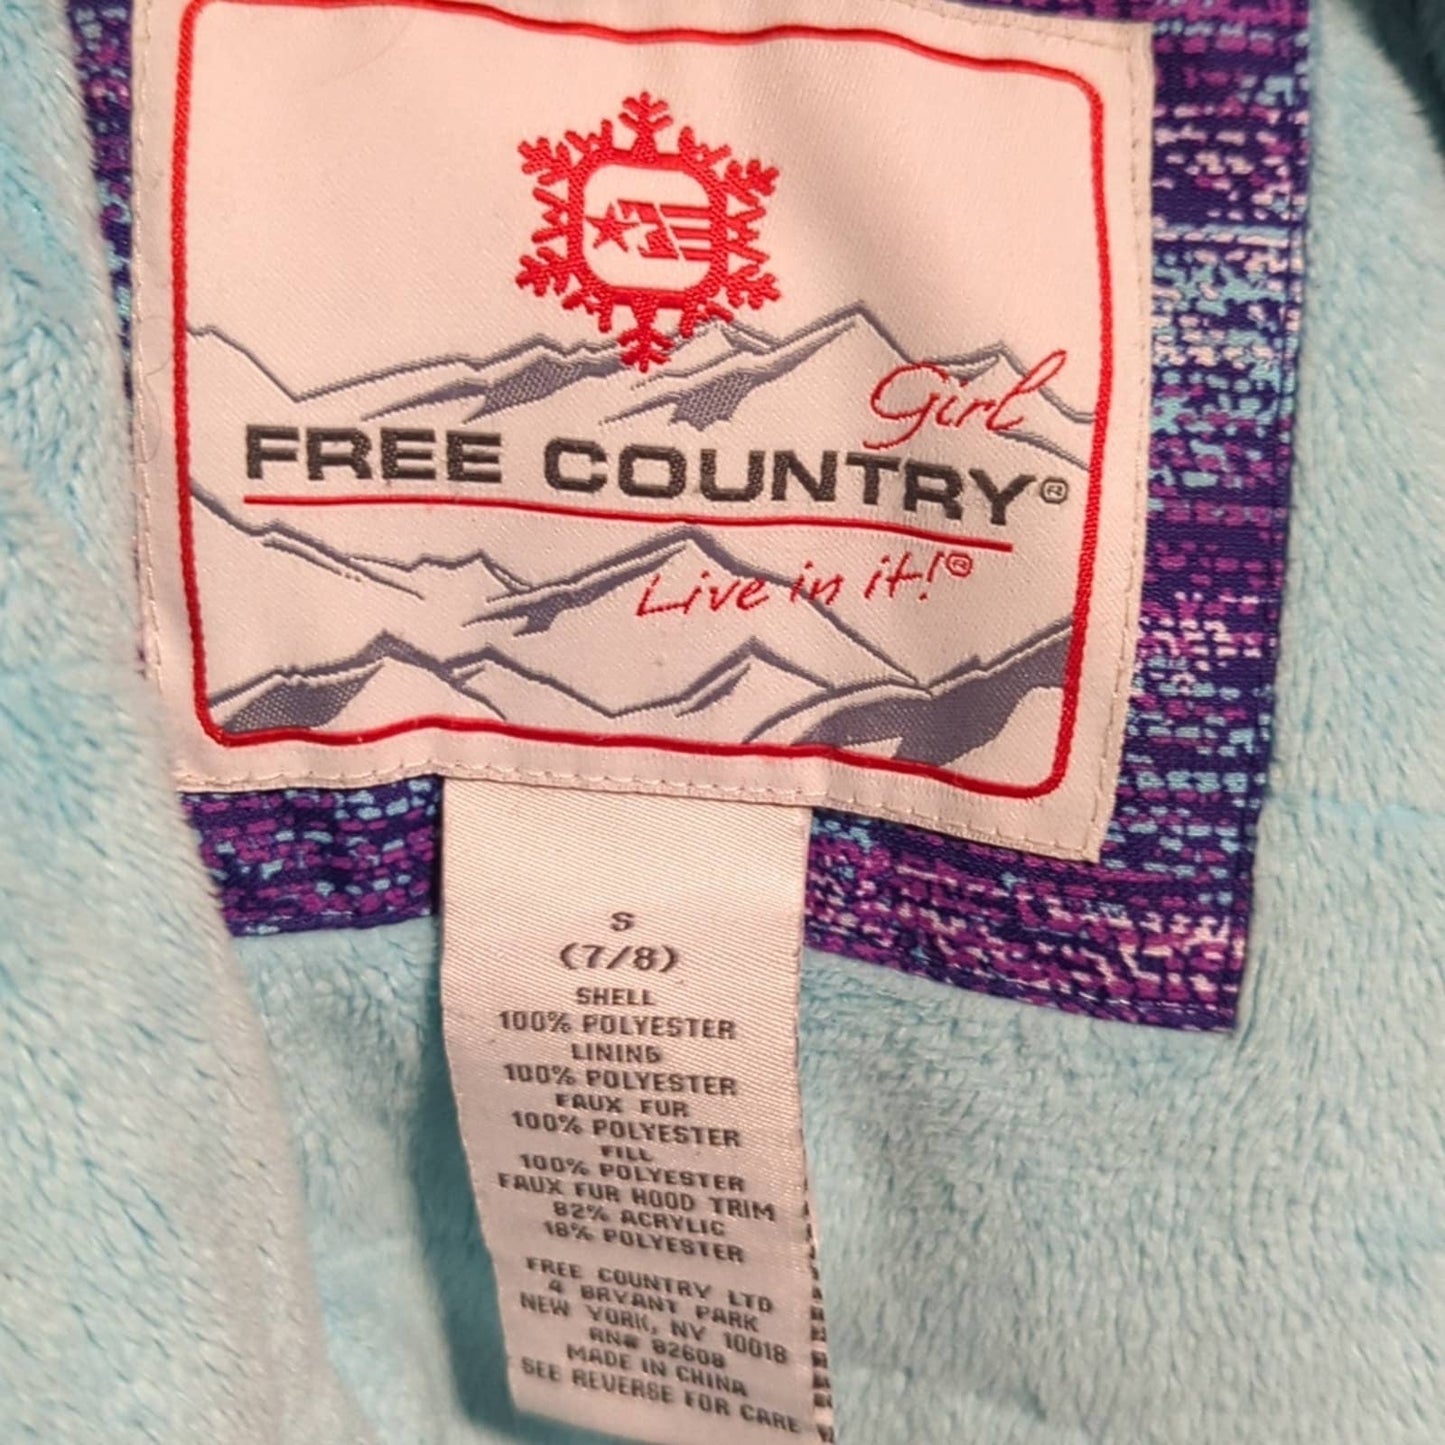 Girl
FREE COUNTRY®
Live in it!®
S
(7/8)
SHELL
100% POLYESTER
LINING
100% POLYESTER
FAUX FUR
100% POLYESTER
FILL
100% POLYESTER
FAUX FUR HOOD TRIM
82% ACRYLIC
18% POLYESTER
FREE COUNTRY LTD
4 BRYANT PARK
NEW YORK, NY 10018
RN# 82608
MADE IN CHINA
SEE REVERSE FOR CARE